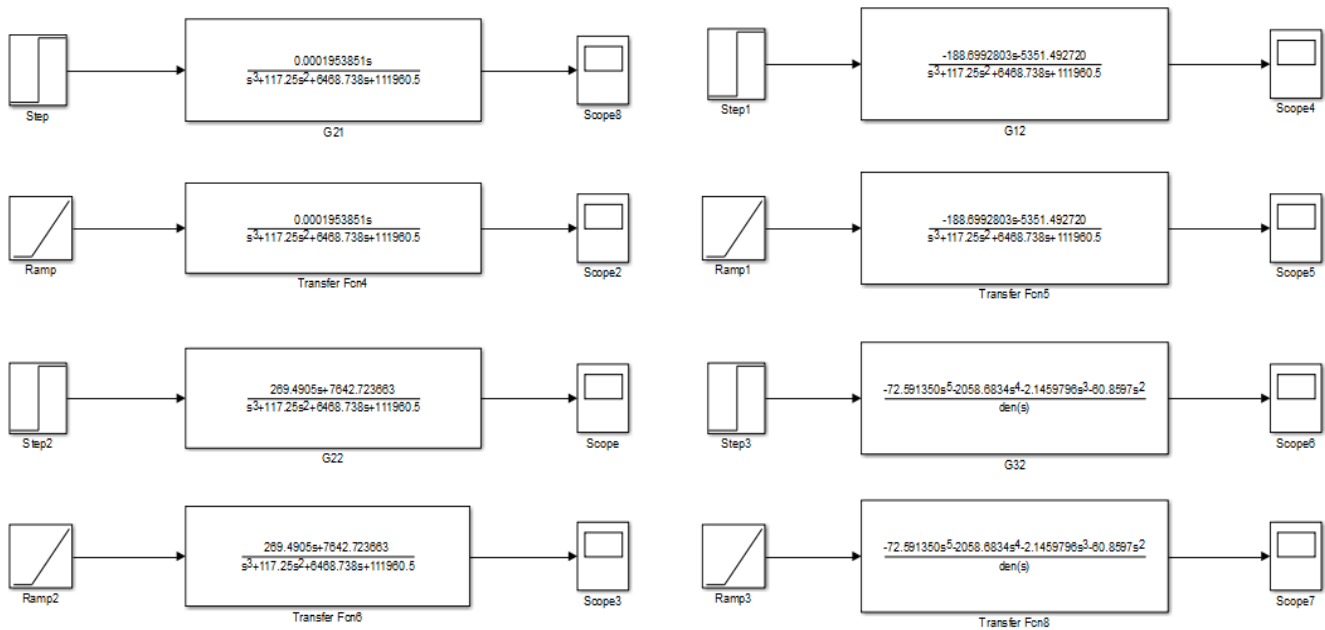 0.0001953851s
s³+117.25s²+6468.738s+111960.5
Step
G21
Scope8
-188.6992803s-5351.492720
s³+117.25s²+6468.738s+111960.5
Step1
G12
Scope4
0.0001953851s
s³+117.25s²+6468.738s+111960.5
Ramp
Transfer Fcn4
Scope2
-188.6992803s-5351.492720
s³+117.25s²+6468.738s+111960.5
Ramp1
Transfer Fcn5
Scope5
269.4905s+7642.723663
s³+117.25s²+6468.738s+111960.5
Step2
G22
Scope
-72.591350s⁵-2058.6834s⁴-2.1459796s³-60.8597s²
den(s)
Step3
G32
Scope6
269.4905s+7642.723663
s³+117.25s²+6468.738s+111960.5
Ramp2
Transfer Fcn6
Scope3
-72.591350s⁵-2058.6834s⁴-2.1459796s³-60.8597s²
den(s)
Ramp3
Transfer Fcn8
Scope7